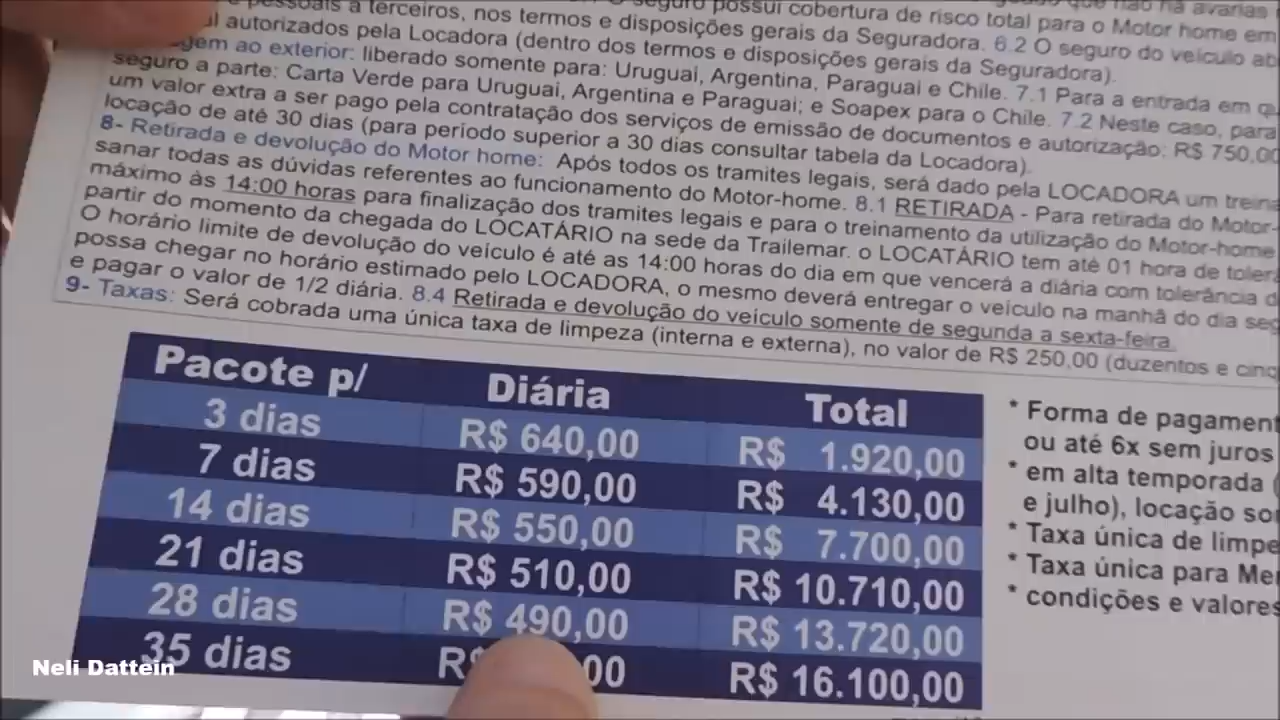 pessoais a terceiros, nos termos e disposições gerais da Seguradora. 6.2 O seguro do veículo
seguro possui cobertura de risco total para o Motor home em
autorizados pela Locadora (dentro dos termos e disposições gerais da Seguradora).
ao exterior: liberado somente para: Uruguai, Argentina, Paraguai e Chile. 7.1 Para a entrada em
seguro a parte: Carta Verde para Uruguai, Argentina e Paraguai; e Soapex para o Chile. 7.2 Neste caso, para
um valor extra a ser pago pela contratação dos serviços de emissão de documentos e autorização: R$ 750,00
locação de até 30 dias (para período superior a 30 dias consultar tabela da Locadora).
8- Retirada e devolução do Motor home: Após todos os tramites legais, será dado pela LOCADORA um
sanar todas as dúvidas referentes ao funcionamento do Motor-home. 8.1 RETIRADA - Para retirada do Motor-
máximo às 14:00 horas para finalização dos tramites legais e para o treinamento da utilização do Motor-home
partir do momento da chegada do LOCATÁRIO na sede da Trailemar. o LOCATÁRIO tem até 01 hora de
O horário limite de devolução do veículo é até as 14:00 horas do dia em que vencerá a diária com tolerância
possa chegar no horário estimado pelo LOCADORA, o mesmo deverá entregar o veículo na manhã do dia
e pagar o valor de 1/2 diária. 8.4 Retirada e devolução do veículo somente de segunda a sexta-feira.
9- Taxas: Será cobrada uma única taxa de limpeza (interna e externa), no valor de R$ 250,00 (duzentos e
Pacote p/ Diária Total
3 dias R$ 640,00 R$ 1.920,00
7 dias R$ 590,00 R$ 4.130,00
14 dias R$ 550,00 R$ 7.700,00
21 dias R$ 510,00 R$ 10.710,00
28 dias R$ 490,00 R$ 13.720,00
35 dias R$ 00 R$ 16.100,00
* Forma de
ou até 6x sem juros
* em alta temporada (
e julho), locação
* Taxa única de
* Taxa única para
* condições e valores
Neli Dattein